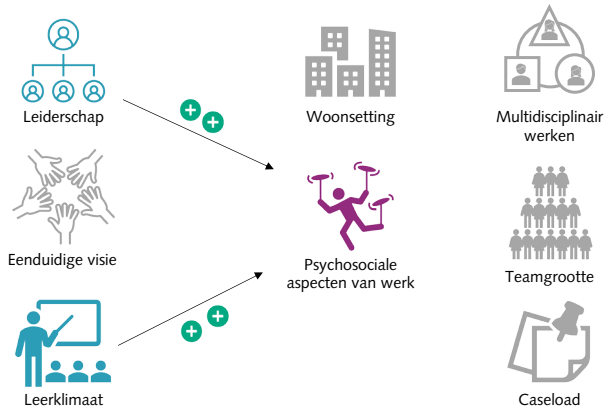 Leiderschap
Woonsetting
Multidisciplinair
werken
Eenduidige visie
Psychosociale
aspecten van werk
Teamgrootte
Leerklimaat
Caseload